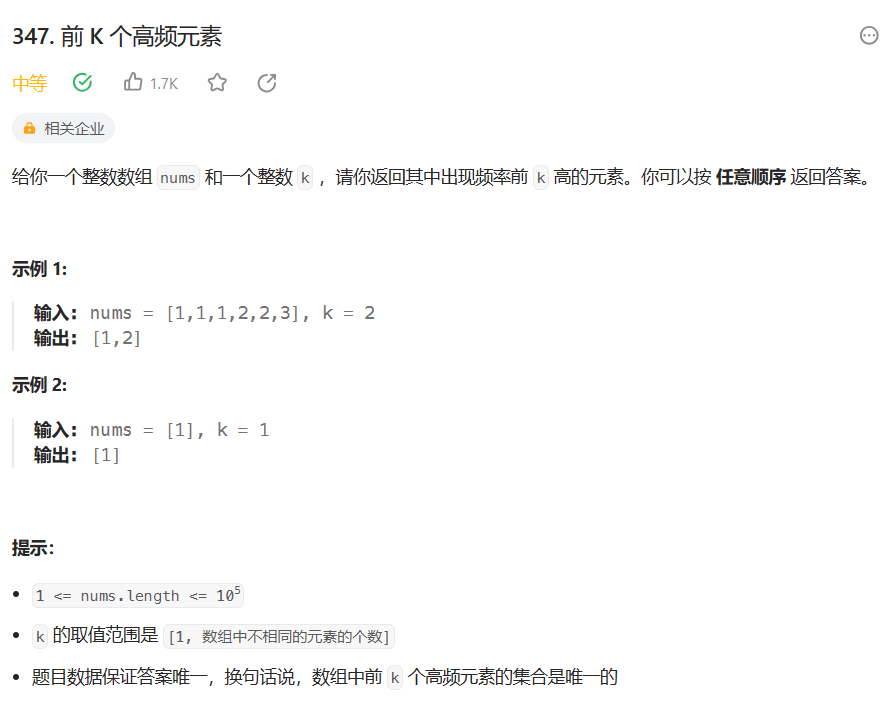 347. 前 K 个高频元素
中等 1.7K
相关企业
给你一个整数数组 nums 和一个整数 k ，请你返回其中出现频率前 k 高的元素。你可以按 任意顺序 返回答案。
示例 1:
输入: nums = [1,1,1,2,2,3], k = 2
输出: [1,2]
示例 2:
输入: nums = [1], k = 1
输出: [1]
提示：
1 <= nums.length <= 10⁵
k 的取值范围是 [1, 数组中不相同的元素的个数]
题目数据保证答案唯一，换句话说，数组中前 k 个高频元素的集合是唯一的